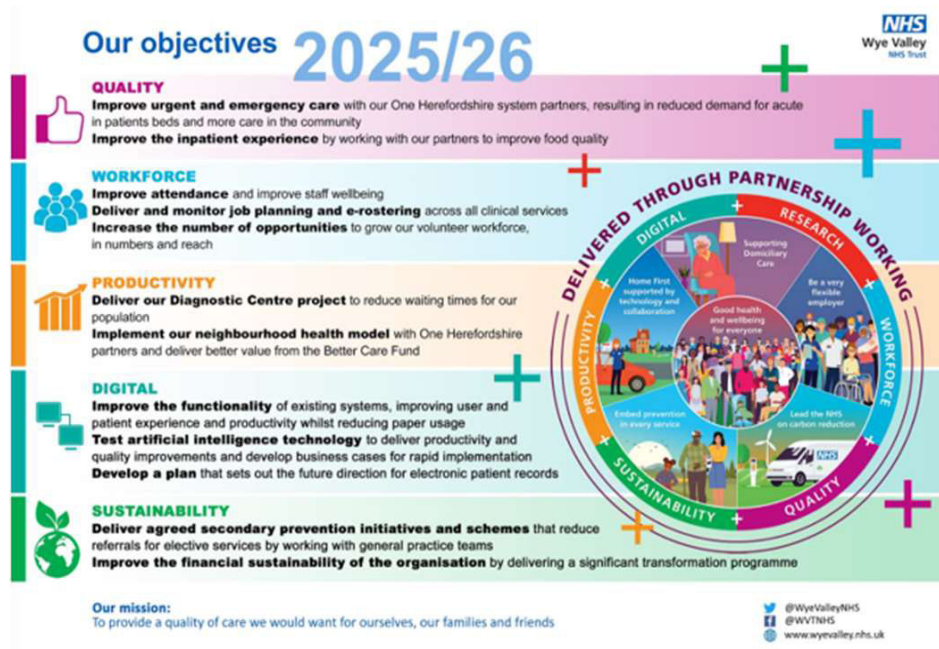 Our objectives 2025/26
NHS
Wye Valley
NHS Trust
QUALITY
Improve urgent and emergency care with our One Herefordshire system partners, resulting in reduced demand for acute
in patients beds and more care in the community
Improve the inpatient experience by working with our partners to improve food quality
WORKFORCE
Improve attendance and improve staff wellbeing
Deliver and monitor job planning and e-rostering across all clinical services
Increase the number of opportunities to grow our volunteer workforce,
in numbers and reach
PRODUCTIVITY
Deliver our Diagnostic Centre project to reduce waiting times for our
population
Implement our neighbourhood health model with One Herefordshire
partners and deliver better value from the Better Care Fund
DIGITAL
Improve the functionality of existing systems, improving user and
patient experience and productivity whilst reducing paper usage
Test artificial intelligence technology to deliver productivity and
quality improvements and develop business cases for rapid implementation
Develop a plan that sets out the future direction for electronic patient records
SUSTAINABILITY
Deliver agreed secondary prevention initiatives and schemes that reduce
referrals for elective services by working with general practice teams
Improve the financial sustainability of the organisation by delivering a significant transformation programme
DELIVERED THROUGH PARTNERSHIP WORKING
DIGITAL
RESEARCH
WORKFORCE
QUALITY
SUSTAINABILITY
PRODUCTIVITY
Supporting
Domiciliary
Care
Be a very
flexible
employer
Lead the NHS
on carbon reduction
NHS
Embed prevention
in every service
Home First
supported by
technology and
collaboration
Good health
and wellbeing
for everyone
Our mission:
To provide a quality of care we would want for ourselves, our families and friends
@WyeValleyNHS
@WVTNHS
www.wyevalley.nhs.uk